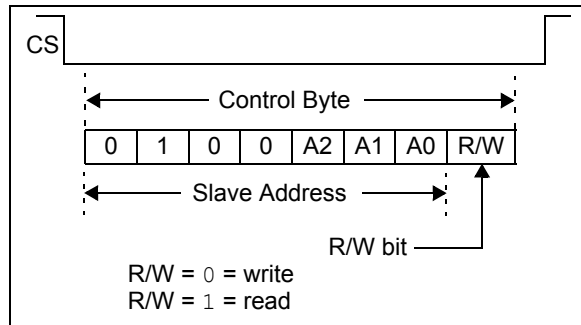 CS
Control Byte
0 1 0 0 A2 A1 A0 R/W
Slave Address
R/W bit
R/W = 0 = write
R/W = 1 = read